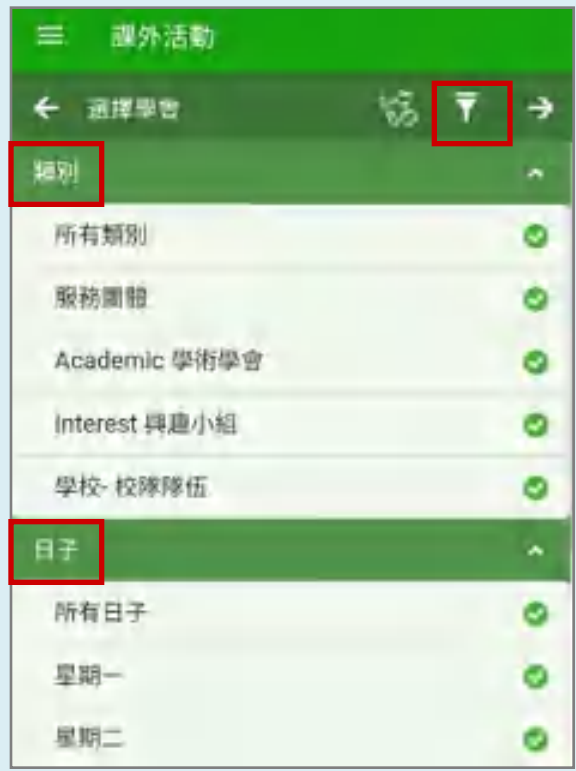 課外活動
選擇學會
類別
所有類別
服務團體
Academic 學術學會
Interest 興趣小組
學校- 校隊隊伍
日子
所有日子
星期一
星期二